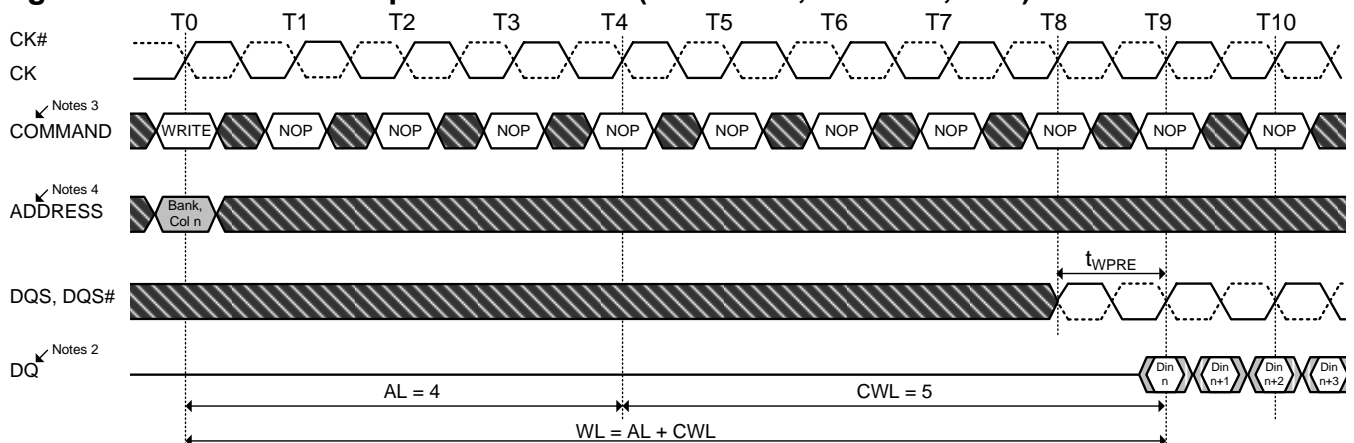 T0 T1 T2 T3 T4 T5 T6 T7 T8 T9 T10
CK#
CK
Notes 3
COMMAND
WRITE NOP NOP NOP NOP NOP NOP NOP NOP NOP NOP
Notes 4
ADDRESS
Bank,
Col n
tWPRE
DQS, DQS#
Notes 2
DQ
Din
n
Din
n+1
Din
n+2
Din
n+3
AL = 4
CWL = 5
WL = AL + CWL